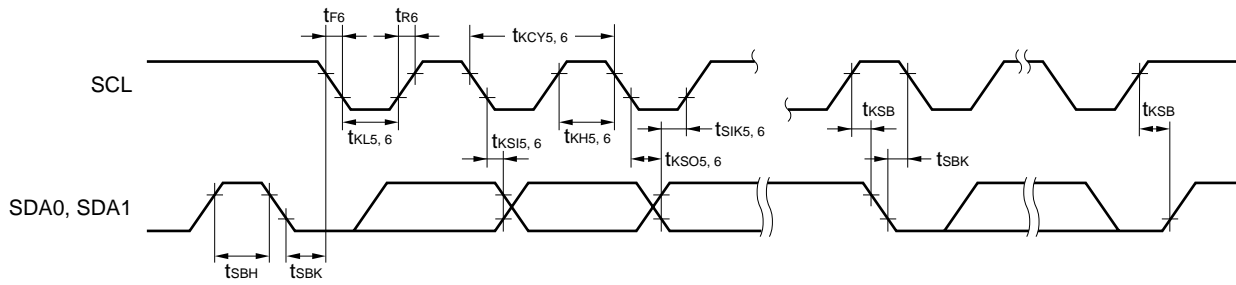 tF6
tR6
tKCY5, 6
SCL
tKL5, 6
tKSI5, 6
tKH5, 6
tKSO5, 6
tSIK5, 6
tKSB
tSBK
tKSB
SDA0, SDA1
tSBH
tSBK